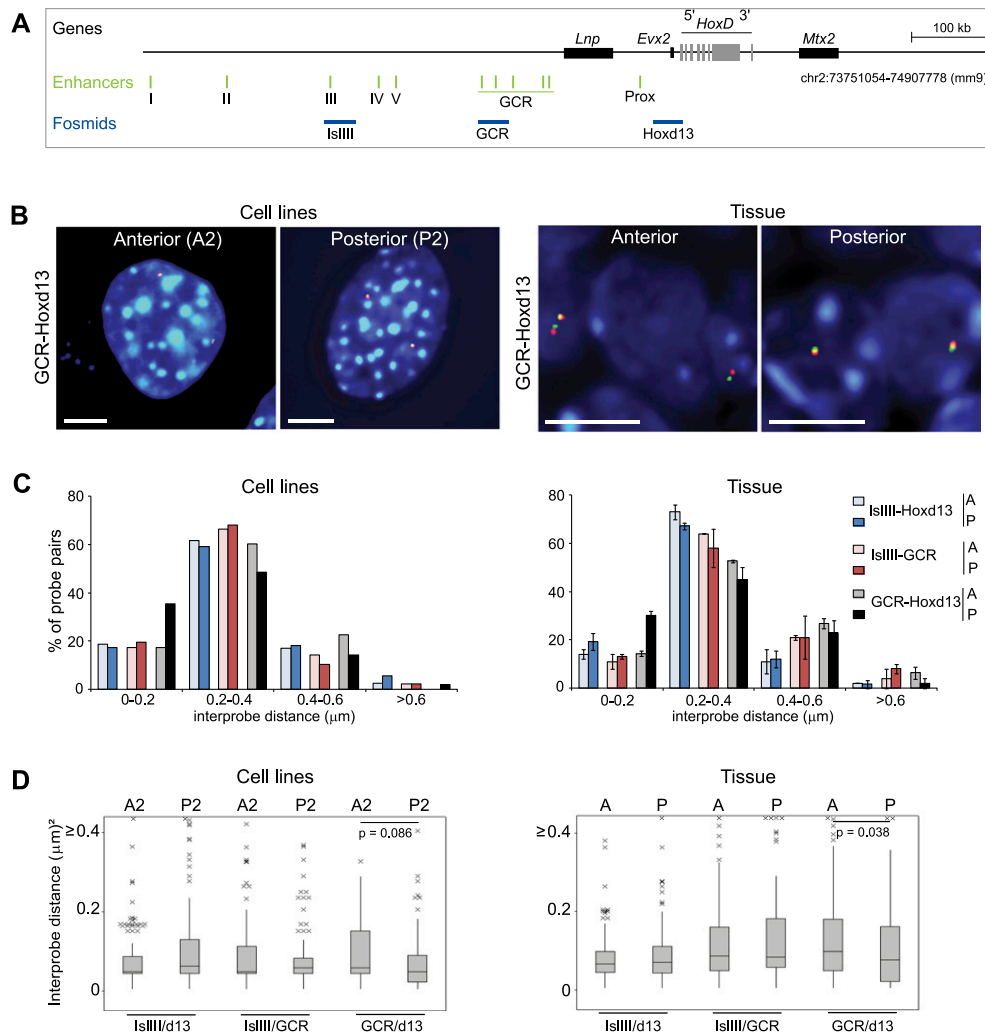 A
Genes
5' HoxD 3'
Lnp Evx2 Mtx2
100 kb
chr2:73751054-74907778 (mm9)
Enhancers
I II III IV V GCR Prox
Fosmids
IsIIII GCR Hoxd13
B
Cell lines Tissue
GCR-Hoxd13
Anterior (A2) Posterior (P2)
GCR-Hoxd13
Anterior Posterior
C
Cell lines
% of probe pairs
80
60
40
20
0
0–0.2 0.2–0.4 0.4–0.6 >0.6
interprobe distance (μm)
Tissue
80
60
40
20
0
0–0.2 0.2–0.4 0.4–0.6 >0.6
interprobe distance (μm)
IsIIII-Hoxd13 A P
IsIIII-GCR A P
GCR-Hoxd13 A P
D
Cell lines
A2 P2 A2 P2 A2 P2
p = 0.086
Interprobe distance (μm)²
≥0.4
0.2
0
IsIIII/d13 IsIIII/GCR GCR/d13
Tissue
A P A P A P
p = 0.038
≥0.4
0.2
0
IsIIII/d13 IsIIII/GCR GCR/d13